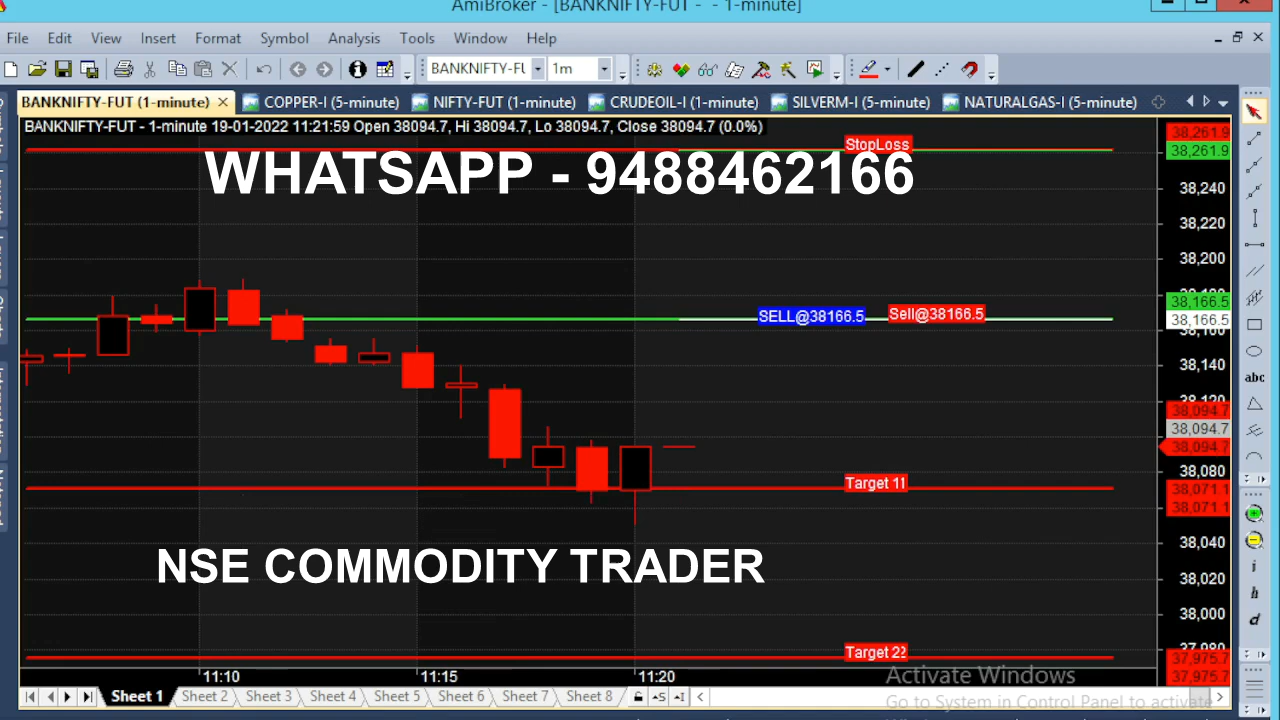 AmiBroker - [BANKNIFTY-FUT - - 1-minute]
File Edit View Insert Format Symbol Analysis Tools Window Help
BANKNIFTY-FU 1m
BANKNIFTY-FUT (1-minute) COPPER-I (5-minute) NIFTY-FUT (1-minute) CRUDEOIL-I (1-minute) SILVERM-I (5-minute) NATURALGAS-I (5-minute)
BANKNIFTY-FUT - 1-minute 19-01-2022 11:21:59 Open 38094.7, Hi 38094.7, Lo 38094.7, Close 38094.7 (0.0%)
38,261.9
StopLoss
38,261.9
WHATSAPP - 9488462166
38,240
38,220
38,200
38,166.5
SELL@38166.5 Sell@38166.5
38,166.5
38,140
abc
38,094.7
38,094.7
38,094.7
38,080
Target 11
38,071.1
38,071.1
38,040
NSE COMMODITY TRADER
38,020
38,000
Target 22
37,975.7
37,975.7
11:10 11:15 11:20
Activate Windows
Sheet 1 Sheet 2 Sheet 3 Sheet 4 Sheet 5 Sheet 6 Sheet 7 Sheet 8
Go to System in Control Panel to activate